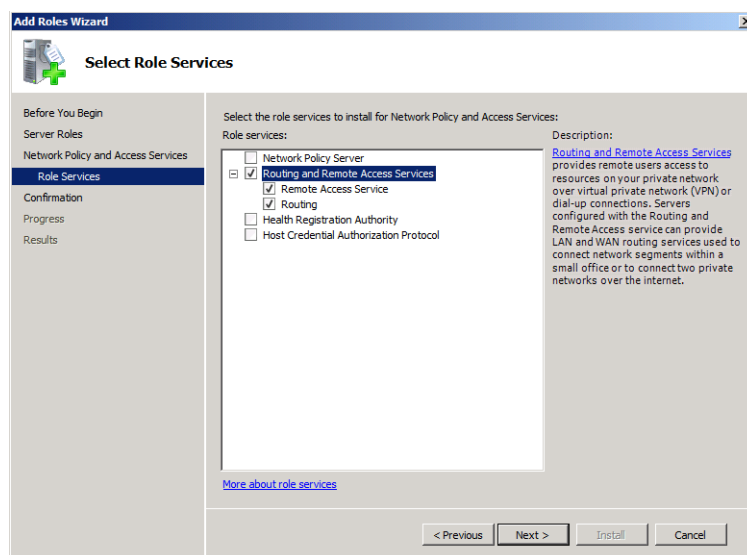 Add Roles Wizard
Select Role Services
Before You Begin
Server Roles
Network Policy and Access Services
Role Services
Confirmation
Progress
Results
Select the role services to install for Network Policy and Access Services:
Role services:
Network Policy Server
Routing and Remote Access Services
Remote Access Service
Routing
Health Registration Authority
Host Credential Authorization Protocol
More about role services
Description:
Routing and Remote Access Services
provides remote users access to
resources on your private network
over virtual private network (VPN) or
dial-up connections. Servers
configured with the Routing and
Remote Access service can provide
LAN and WAN routing services used to
connect network segments within a
small office or to connect two private
networks over the internet.
< Previous
Next >
Install
Cancel